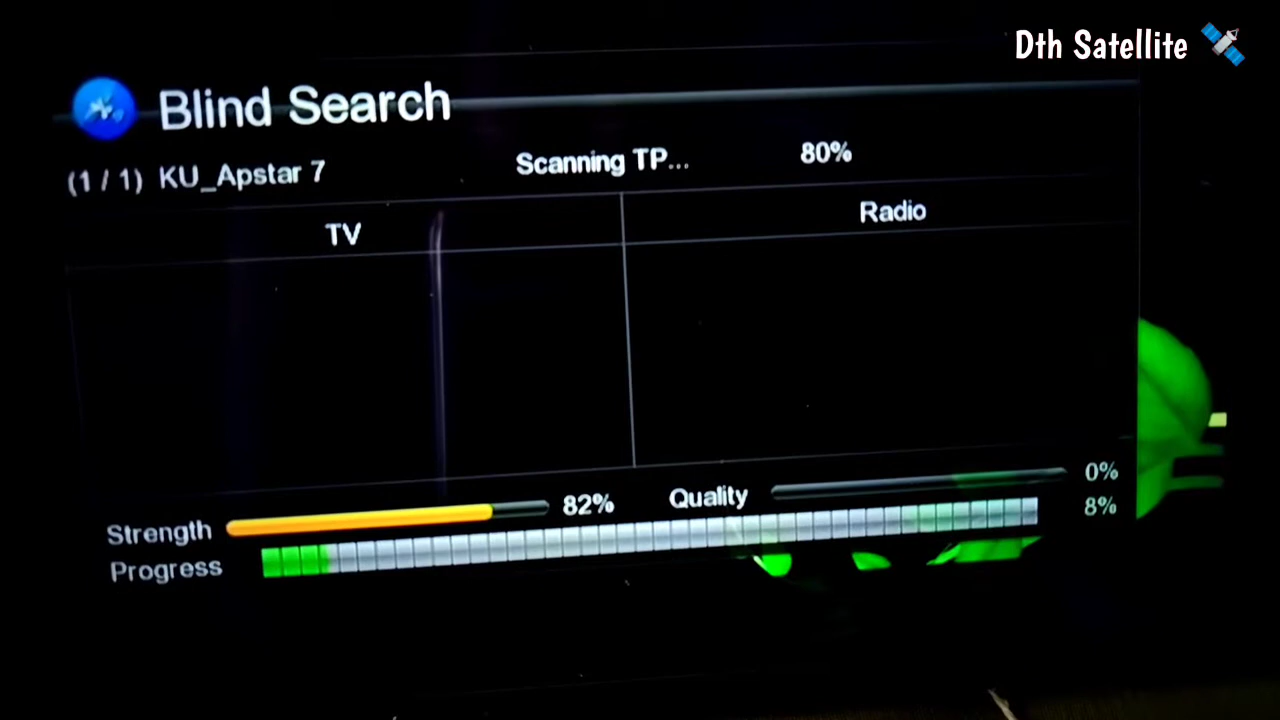 Dth Satellite
Blind Search
(1 / 1) KU_Apstar 7 Scanning TP... 80%
TV Radio
Strength 82% Quality 0%
Progress 8%